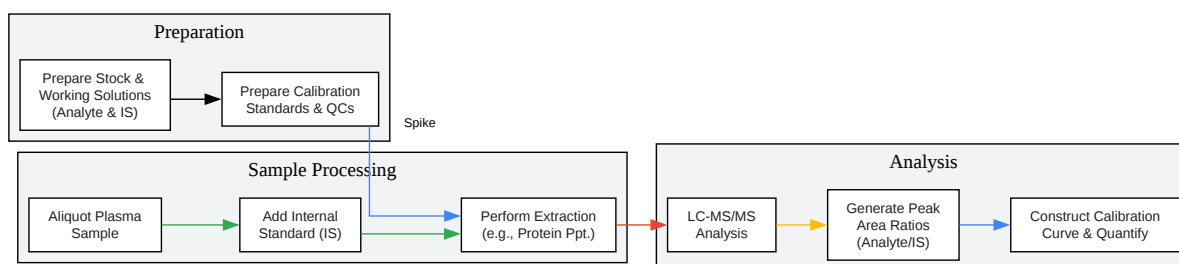 Preparation
Prepare Stock &
Working Solutions
(Analyte & IS)
Prepare Calibration
Standards & QCs
Spike
Sample Processing
Aliquot Plasma
Sample
Add Internal
Standard (IS)
Perform Extraction
(e.g., Protein Ppt.)
Analysis
LC-MS/MS
Analysis
Generate Peak
Area Ratios
(Analyte/IS)
Construct Calibration
Curve & Quantify